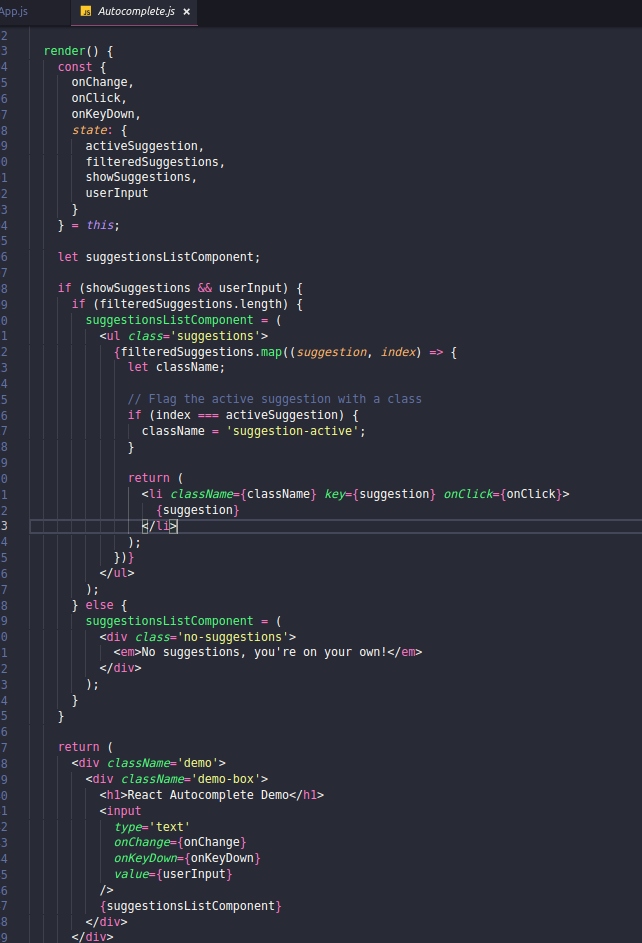 App.js
JS Autocomplete.js ×
2
3 render() {
4 const {
5 onChange,
6 onClick,
7 onKeyDown,
8 state: {
9 activeSuggestion,
0 filteredSuggestions,
1 showSuggestions,
2 userInput
3 }
4 } = this;
5
6 let suggestionsListComponent;
7
8 if (showSuggestions && userInput) {
9 if (filteredSuggestions.length) {
0 suggestionsListComponent = (
1 <ul class='suggestions'>
2 {filteredSuggestions.map((suggestion, index) => {
3 let className;
4
5 // Flag the active suggestion with a class
6 if (index === activeSuggestion) {
7 className = 'suggestion-active';
8 }
9
0 return (
1 <li className={className} key={suggestion} onClick={onClick}>
2 {suggestion}
3 </li>
4 );
5 })}
6 </ul>
7 );
8 } else {
9 suggestionsListComponent = (
0 <div class='no-suggestions'>
1 <em>No suggestions, you're on your own!</em>
2 </div>
3 );
4 }
5 }
6
7 return (
8 <div className='demo'>
9 <div className='demo-box'>
0 <h1>React Autocomplete Demo</h1>
1 <input
2 type='text'
3 onChange={onChange}
4 onKeyDown={onKeyDown}
5 value={userInput}
6 />
7 {suggestionsListComponent}
8 </div>
9 </div>